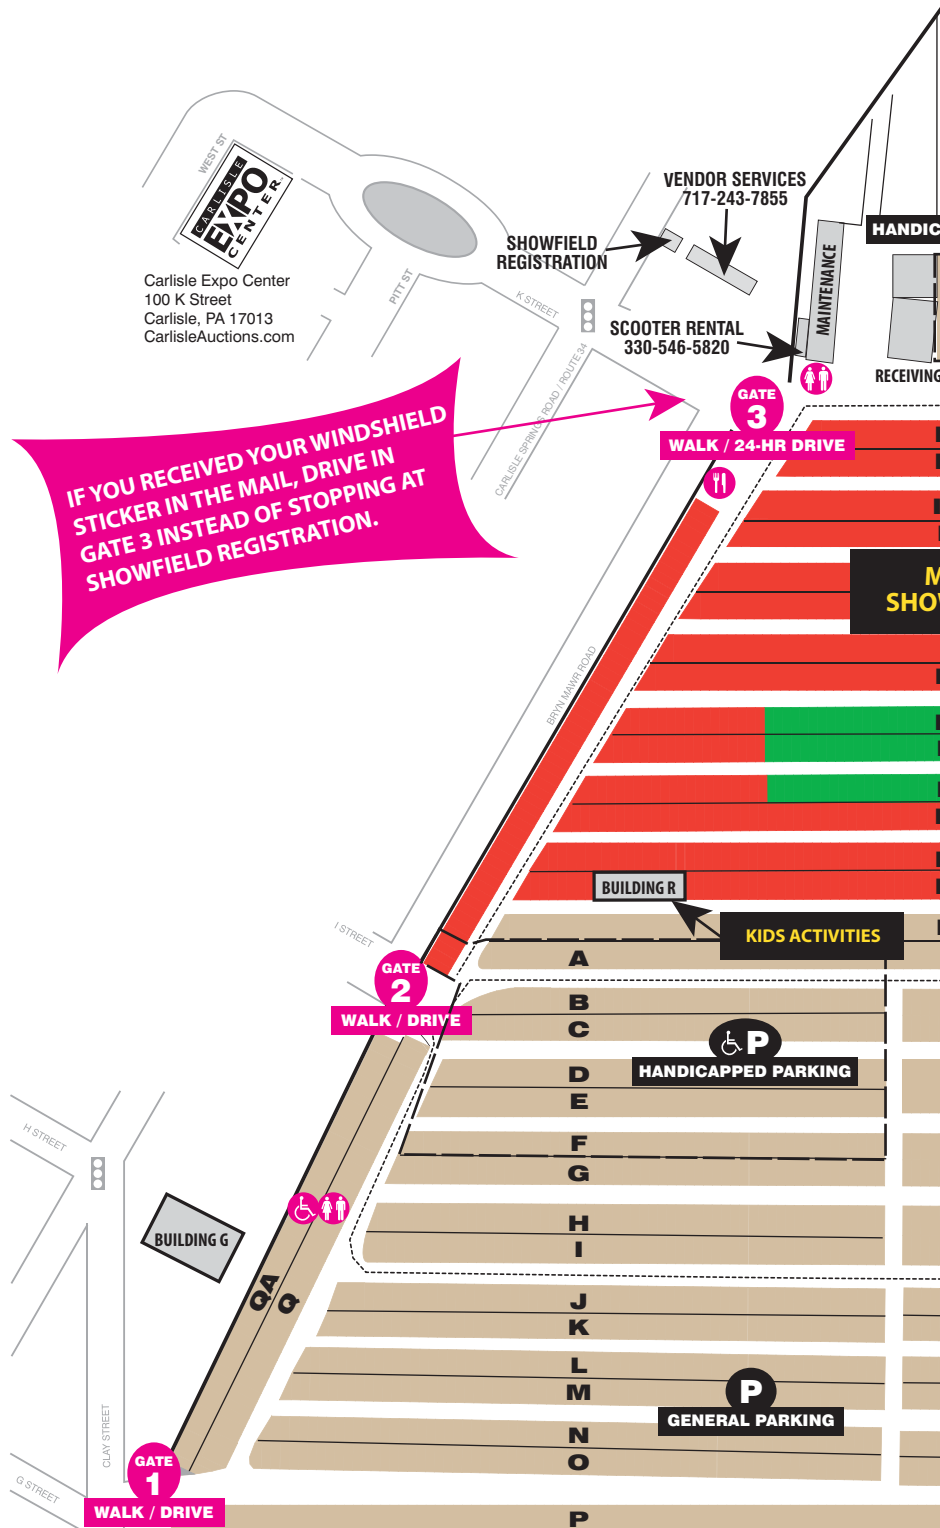 WEST ST
CARLISLE
EXPO
CENTER
Carlisle Expo Center
100 K Street
Carlisle, PA 17013
CarlisleAuctions.com
PITT ST
K STREET
SHOWFIELD
REGISTRATION
VENDOR SERVICES
717-243-7855
SCOOTER RENTAL
330-546-5820
MAINTENANCE
HANDIC
RECEIVING
CARLISLE SPRINGS ROAD / ROUTE 34
GATE
3
WALK / 24-HR DRIVE
IF YOU RECEIVED YOUR WINDSHIELD
STICKER IN THE MAIL, DRIVE IN
GATE 3 INSTEAD OF STOPPING AT
SHOWFIELD REGISTRATION.
BRYN MAWR ROAD
M
SHOW
BUILDING R
KIDS ACTIVITIES
I STREET
GATE
2
WALK / DRIVE
A
B
C
P
HANDICAPPED PARKING
D
E
F
G
H
I
H STREET
BUILDING G
QA
Q
J
K
L
M
P
GENERAL PARKING
N
O
CLAY STREET
G STREET
GATE
1
WALK / DRIVE
P